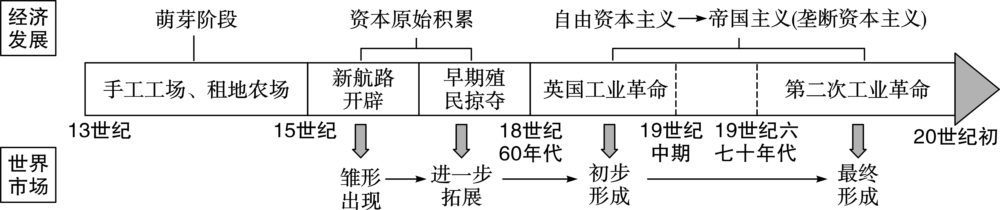 经济
发展
萌芽阶段
资本原始积累
自由资本主义
帝国主义(垄断资本主义)
手工工场、租地农场
新航路
开辟
早期殖
民掠夺
英国工业革命
第二次工业革命
13世纪
15世纪
18世纪
60年代
19世纪
中期
19世纪六
七十年代
20世纪初
世界
市场
雏形
出现
进一步
拓展
初步
形成
最终
形成